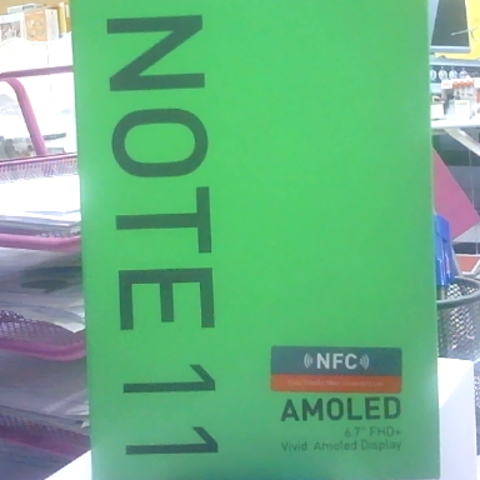 NOTE 11
NFC
AMOLED
6.7" FHD+
Vivid Amoled Display